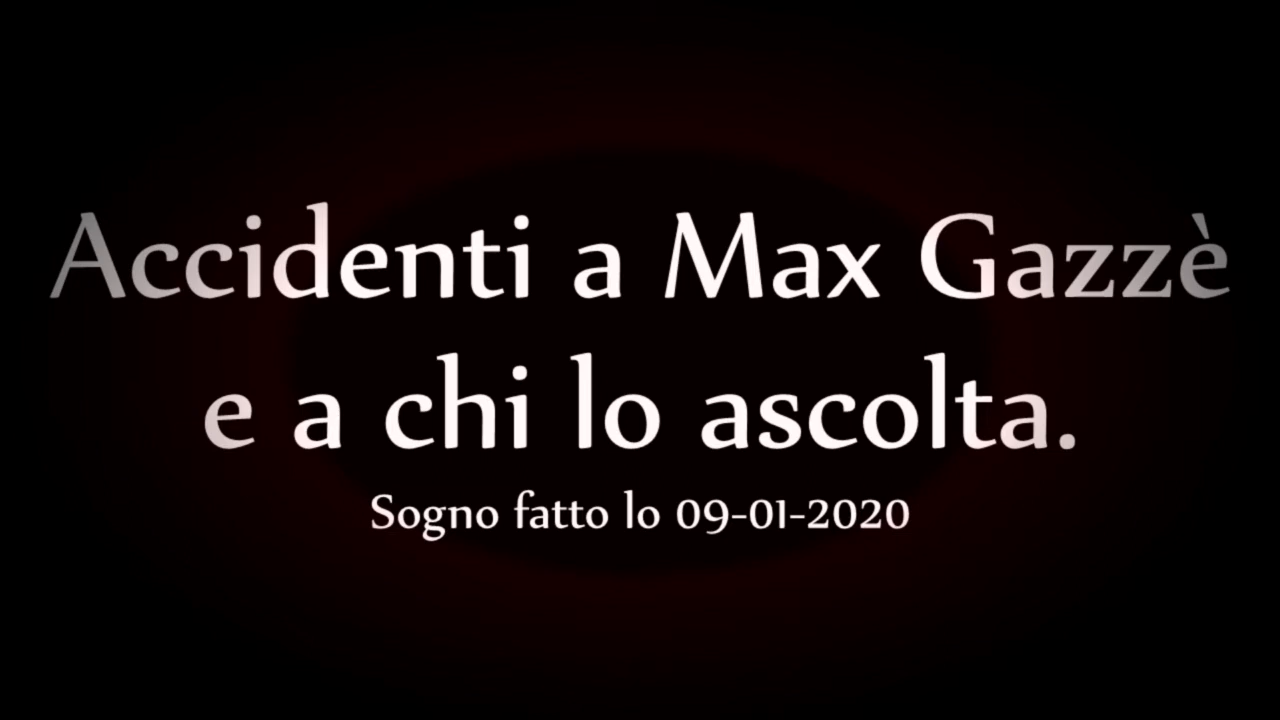 Accidenti a Max Gazzè
e a chi lo ascolta.
Sogno fatto lo 09-01-2020